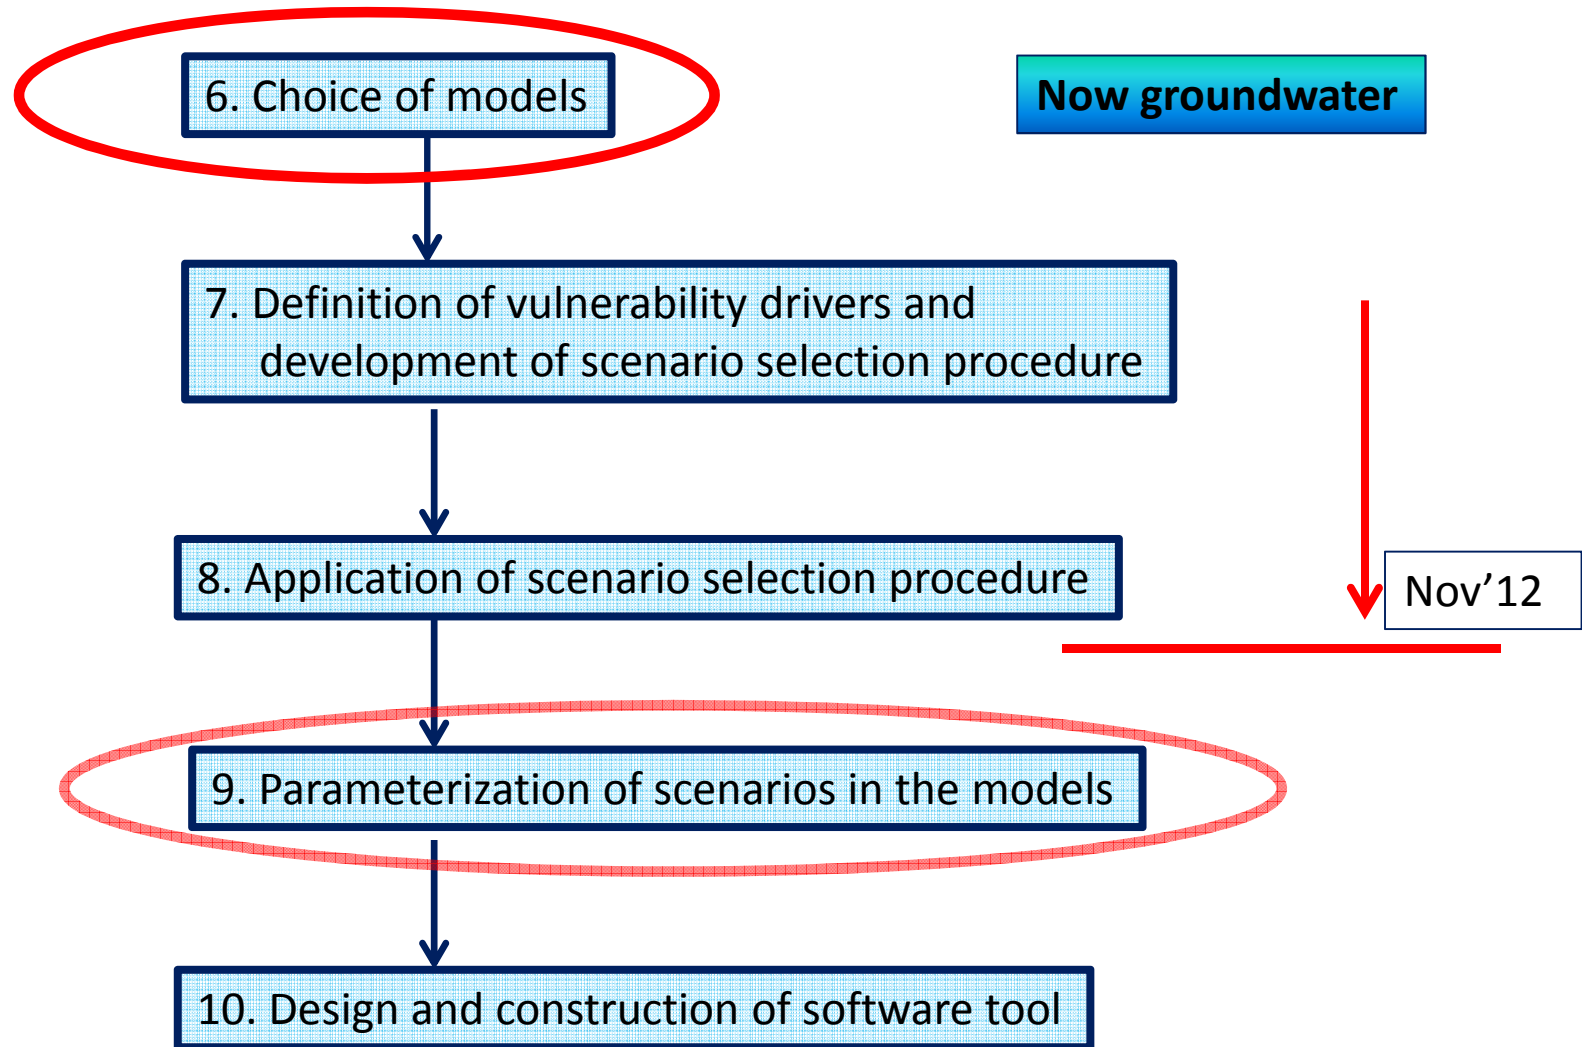 6. Choice of models
Now groundwater
7. Definition of vulnerability drivers and
development of scenario selection procedure
8. Application of scenario selection procedure
Nov’12
9. Parameterization of scenarios in the models
10. Design and construction of software tool